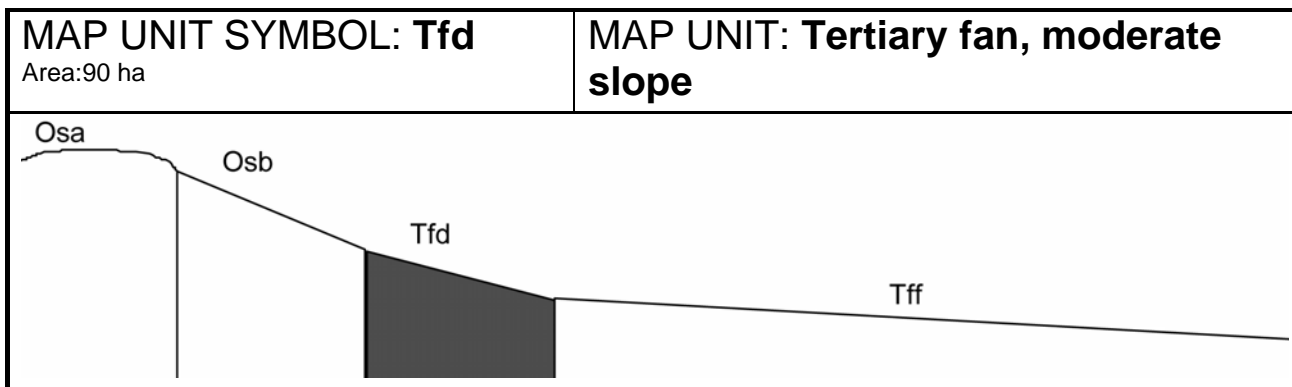 MAP UNIT SYMBOL: Tfd
Area:90 ha
MAP UNIT: Tertiary fan, moderate
slope
Osa
Osb
Tfd
Tff